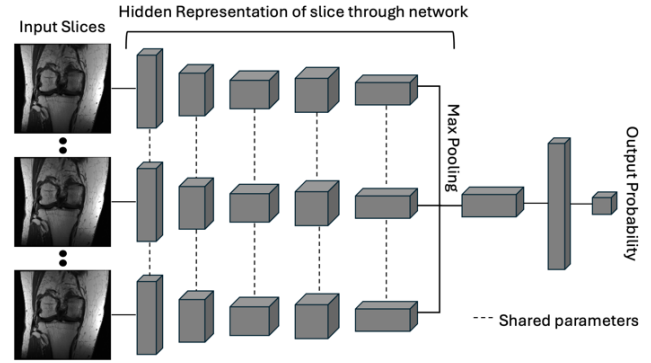 Hidden Representation of slice through network
Input Slices
Max Pooling
Output Probability
--- Shared parameters